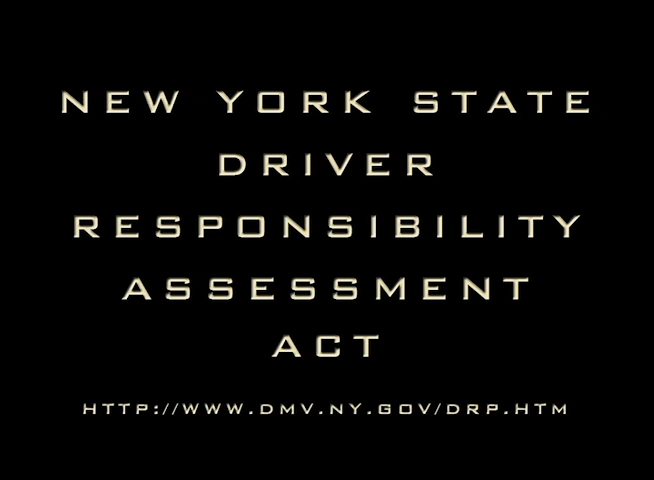 NEW YORK STATE
DRIVER
RESPONSIBILITY
ASSESSMENT
ACT
HTTP://WWW.DMV.NY.GOV/DRP.HTM